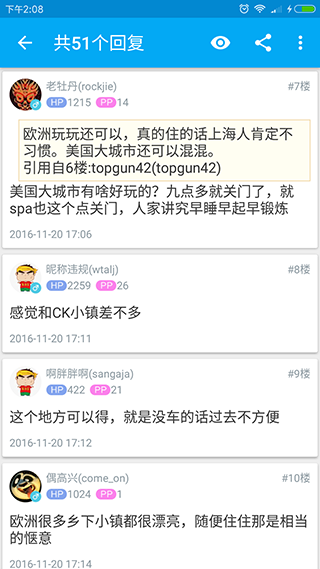 下午2:08
共51个回复
老牡丹(rockjie)
#7楼
HP 1215 PP 14
欧洲玩玩还可以，真的住的话上海人肯定不
习惯。美国大城市还可以混混。
引用自6楼:topgun42(topgun42)
美国大城市有啥好玩的？九点多就关门了，就
spa也这个点关门，人家讲究早睡早起早锻炼
2016-11-20 17:06
昵称违规(wtalj)
#8楼
HP 2259 PP 26
感觉和CK小镇差不多
2016-11-20 17:11
啊胖胖啊(sangaja)
#9楼
HP 422 PP 21
这个地方可以得，就是没车的话过去不方便
2016-11-20 17:12
偶高兴(come_on)
#10楼
HP 1024 PP 1
欧洲很多乡下小镇都很漂亮，随便住住那是相当
的惬意
2016-11-20 17:14